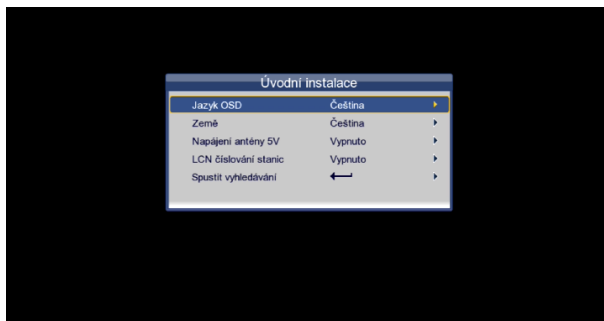 Úvodní instalace
Jazyk OSD Čeština
Země Čeština
Napájení antény 5V Vypnuto
LCN číslování stanic Vypnuto
Spustit vyhledávání